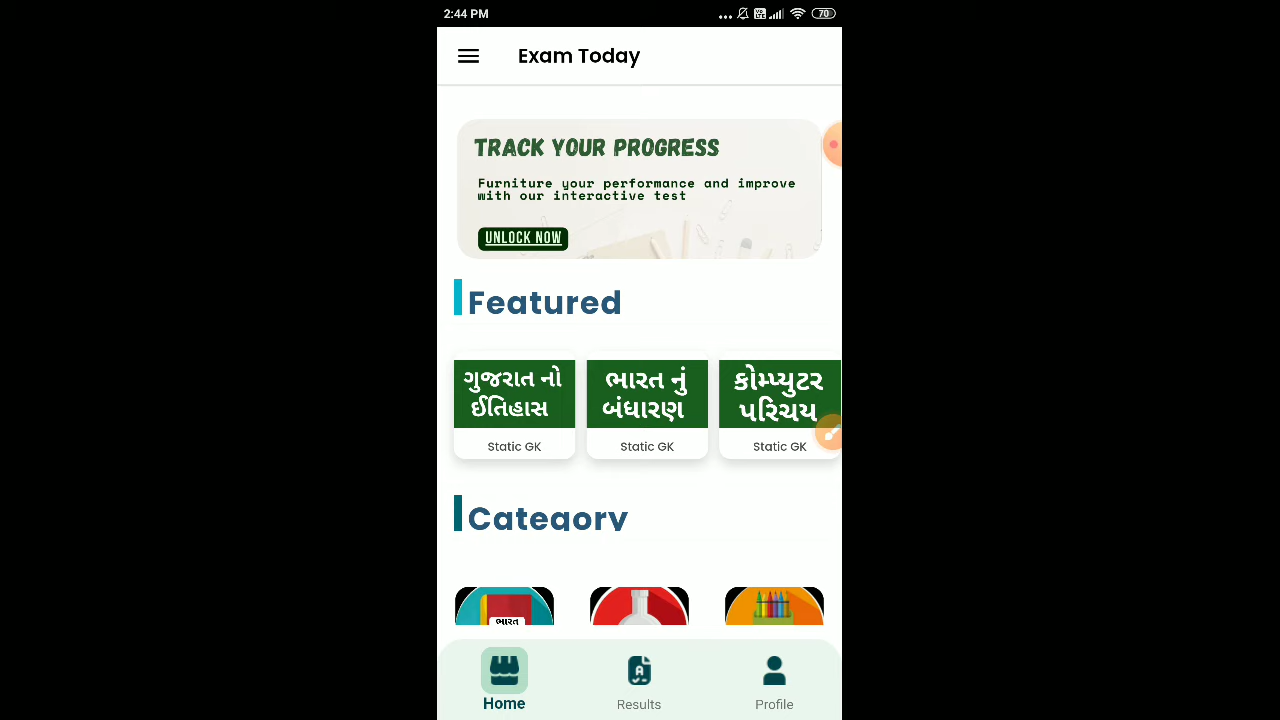 2:44 PM
70
Exam Today
TRACK YOUR PROGRESS
Furniture your performance and improve
with our interactive test
UNLOCK NOW
Featured
ગુજરાત નો
ઈતિહાસ
Static GK
ભારત નું
બંધારણ
Static GK
કોમ્પ્યુટર
પરિચય
Static GK
Category
ભારત
Home
Results
Profile